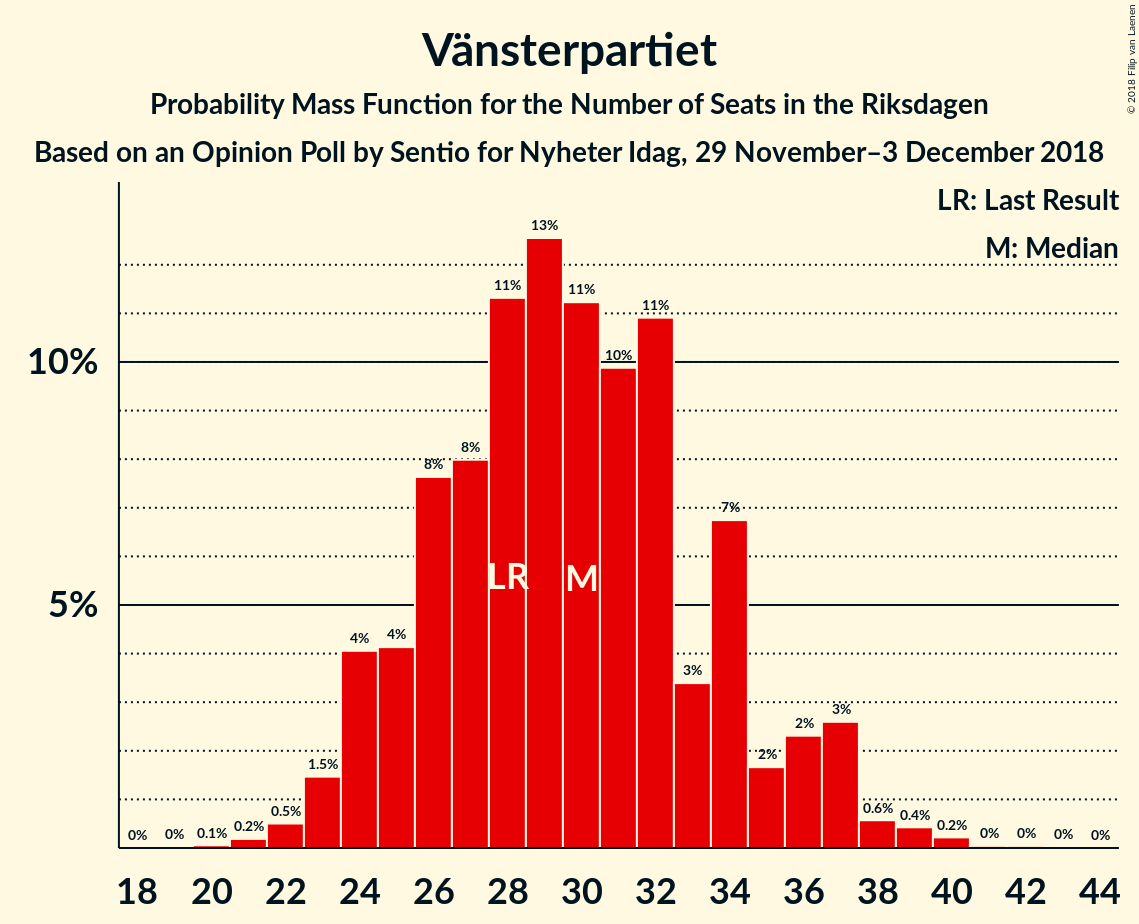 Vänsterpartiet
Probability Mass Function for the Number of Seats in the Riksdagen
Based on an Opinion Poll by Sentio for Nyheter Idag, 29 November–3 December 2018
© 2018 Filip van Laenen
LR: Last Result
M: Median
10%
5%
0% 0% 0.1% 0.2% 0.5% 1.5% 4% 4% 8% 8% 11% 13% 11% 10% 11% 3% 7% 2% 2% 3% 0.6% 0.4% 0.2% 0% 0% 0% 0%
LR M
18 20 22 24 26 28 30 32 34 36 38 40 42 44